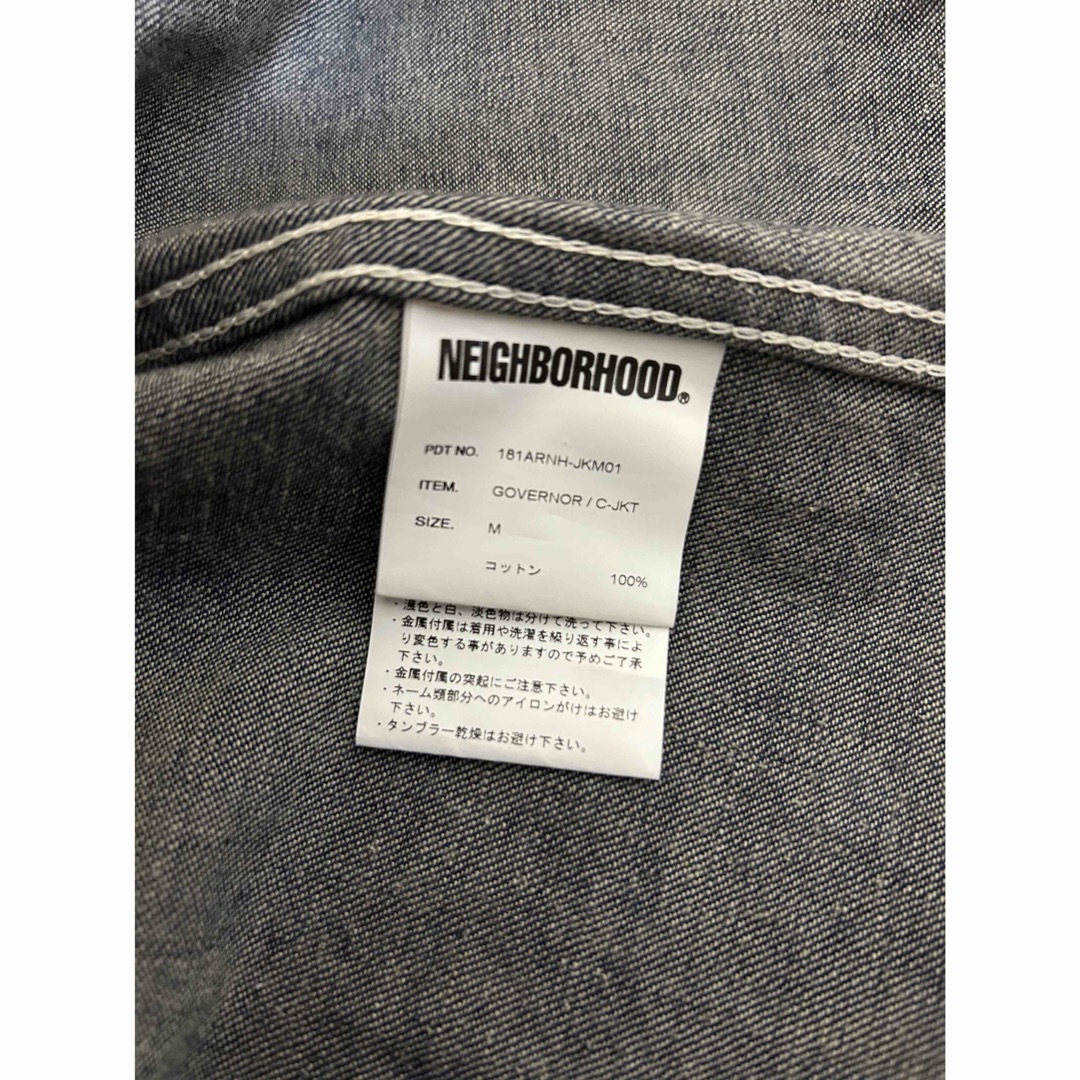 NEIGHBORHOOD®
PDT NO. 181ARNH-JKM01
ITEM. GOVERNOR / C-JKT
SIZE. M
コットン 100%
・濃色と白、淡色物は分けて洗って下さい。
・金属付属は着用や洗濯を繰り返す事によ
り変色する事がありますので予めご了承
下さい。
・金属付属の突起にご注意下さい。
・ネーム類部分へのアイロンがけはお避け
下さい。
・タンブラー乾燥はお避け下さい。